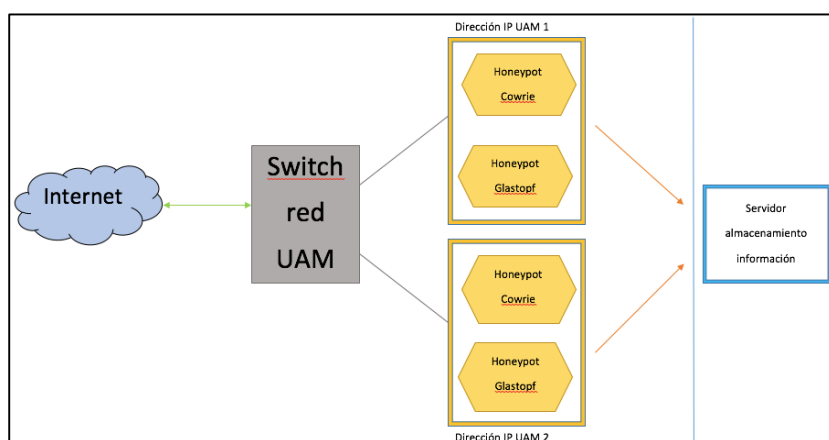 Dirección IP UAM 1
Honeypot
Cowrie
Honeypot
Glastopf
Internet
Switch
red
UAM
Servidor
almacenamiento
información
Honeypot
Cowrie
Honeypot
Glastopf
Dirección IP UAM 2